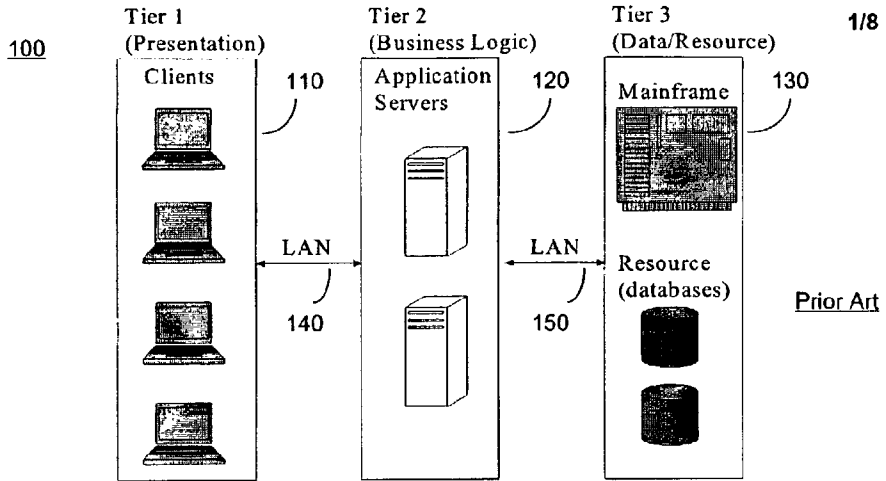 100
Tier 1
(Presentation)
Tier 2
(Business Logic)
Tier 3
(Data/Resource)
1/8
Clients
110
Application
Servers
120
Mainframe
130
LAN
140
LAN
150
Resource
(databases)
Prior Art